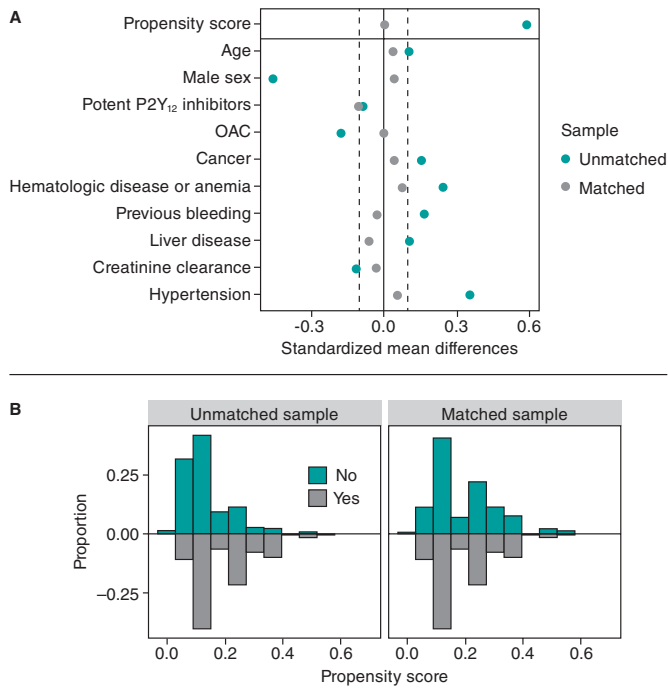 A
Propensity score
Age
Male sex
Potent P2Y₁₂ inhibitors
OAC
Cancer
Hematologic disease or anemia
Previous bleeding
Liver disease
Creatinine clearance
Hypertension
Sample
Unmatched
Matched
-0.3 0.0 0.3 0.6
Standardized mean differences
B
Unmatched sample Matched sample
No
Yes
0.25
0.00
−0.25
Proportion
0.0 0.2 0.4 0.6 0.0 0.2 0.4 0.6
Propensity score